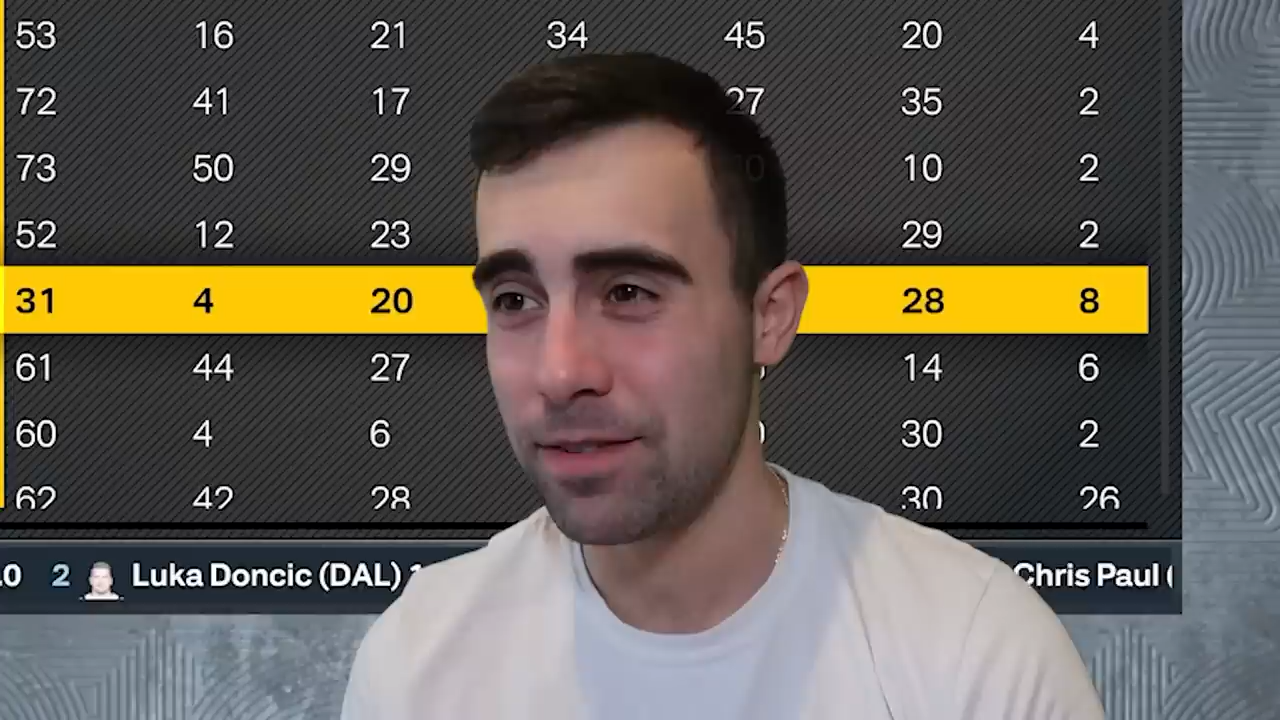 53 16 21 34 45 20 4
72 41 17 27 35 2
73 50 29 10 2
52 12 23 29 2
31 4 20 28 8
61 44 27 14 6
60 4 6 30 2
62 42 28 30 26
.0 2 Luka Doncic (DAL) Chris Paul (